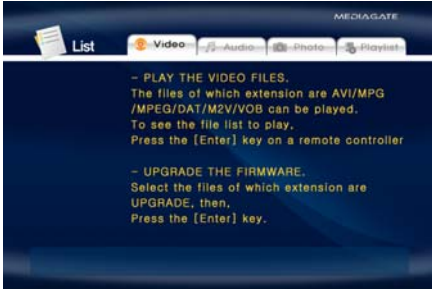 MEDIAGATE
List
Video
Audio
Photo
Playlist
- PLAY THE VIDEO FILES.
The files of which extension are AVI/MPG
/MPEG/DAT/M2V/VOB can be played.
To see the file list to play,
Press the [Enter] key on a remote controller
- UPGRADE THE FIRMWARE.
Select the files of which extension are
UPGRADE, then,
Press the [Enter] key.